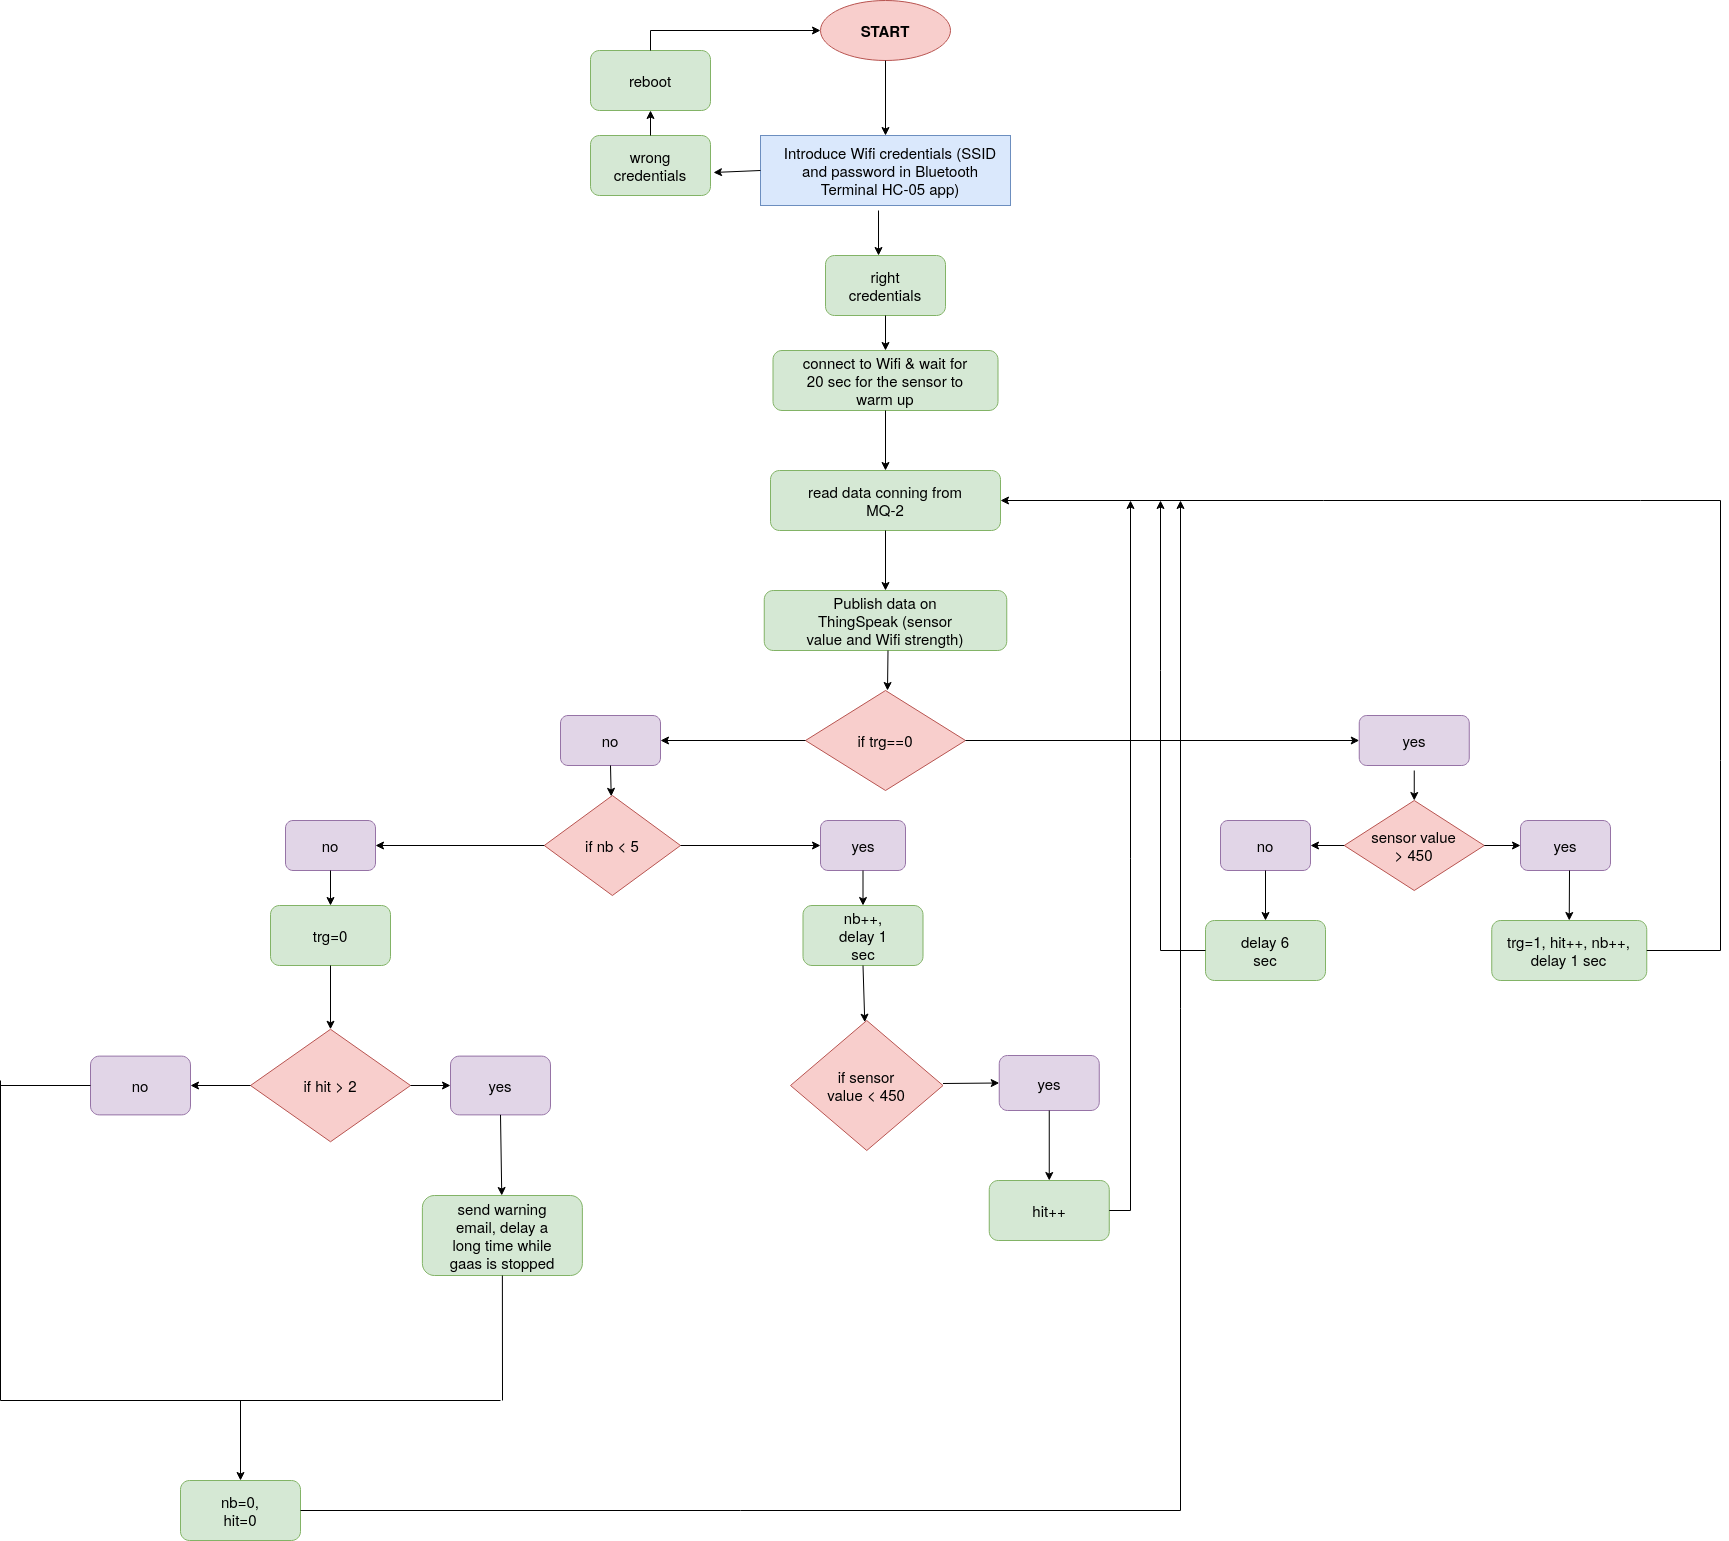 START
reboot
wrong
credentials
Introduce Wifi credentials (SSID
and password in Bluetooth
Terminal HC-05 app)
right
credentials
connect to Wifi & wait for
20 sec for the sensor to
warm up
read data conning from
MQ-2
Publish data on
ThingSpeak (sensor
value and Wifi strength)
no
if trg==0
yes
no
if nb < 5
yes
no
sensor value
> 450
yes
trg=0
nb++,
delay 1
sec
delay 6
sec
trg=1, hit++, nb++,
delay 1 sec
no
if hit > 2
yes
if sensor
value < 450
yes
send warning
email, delay a
long time while
gaas is stopped
hit++
nb=0,
hit=0